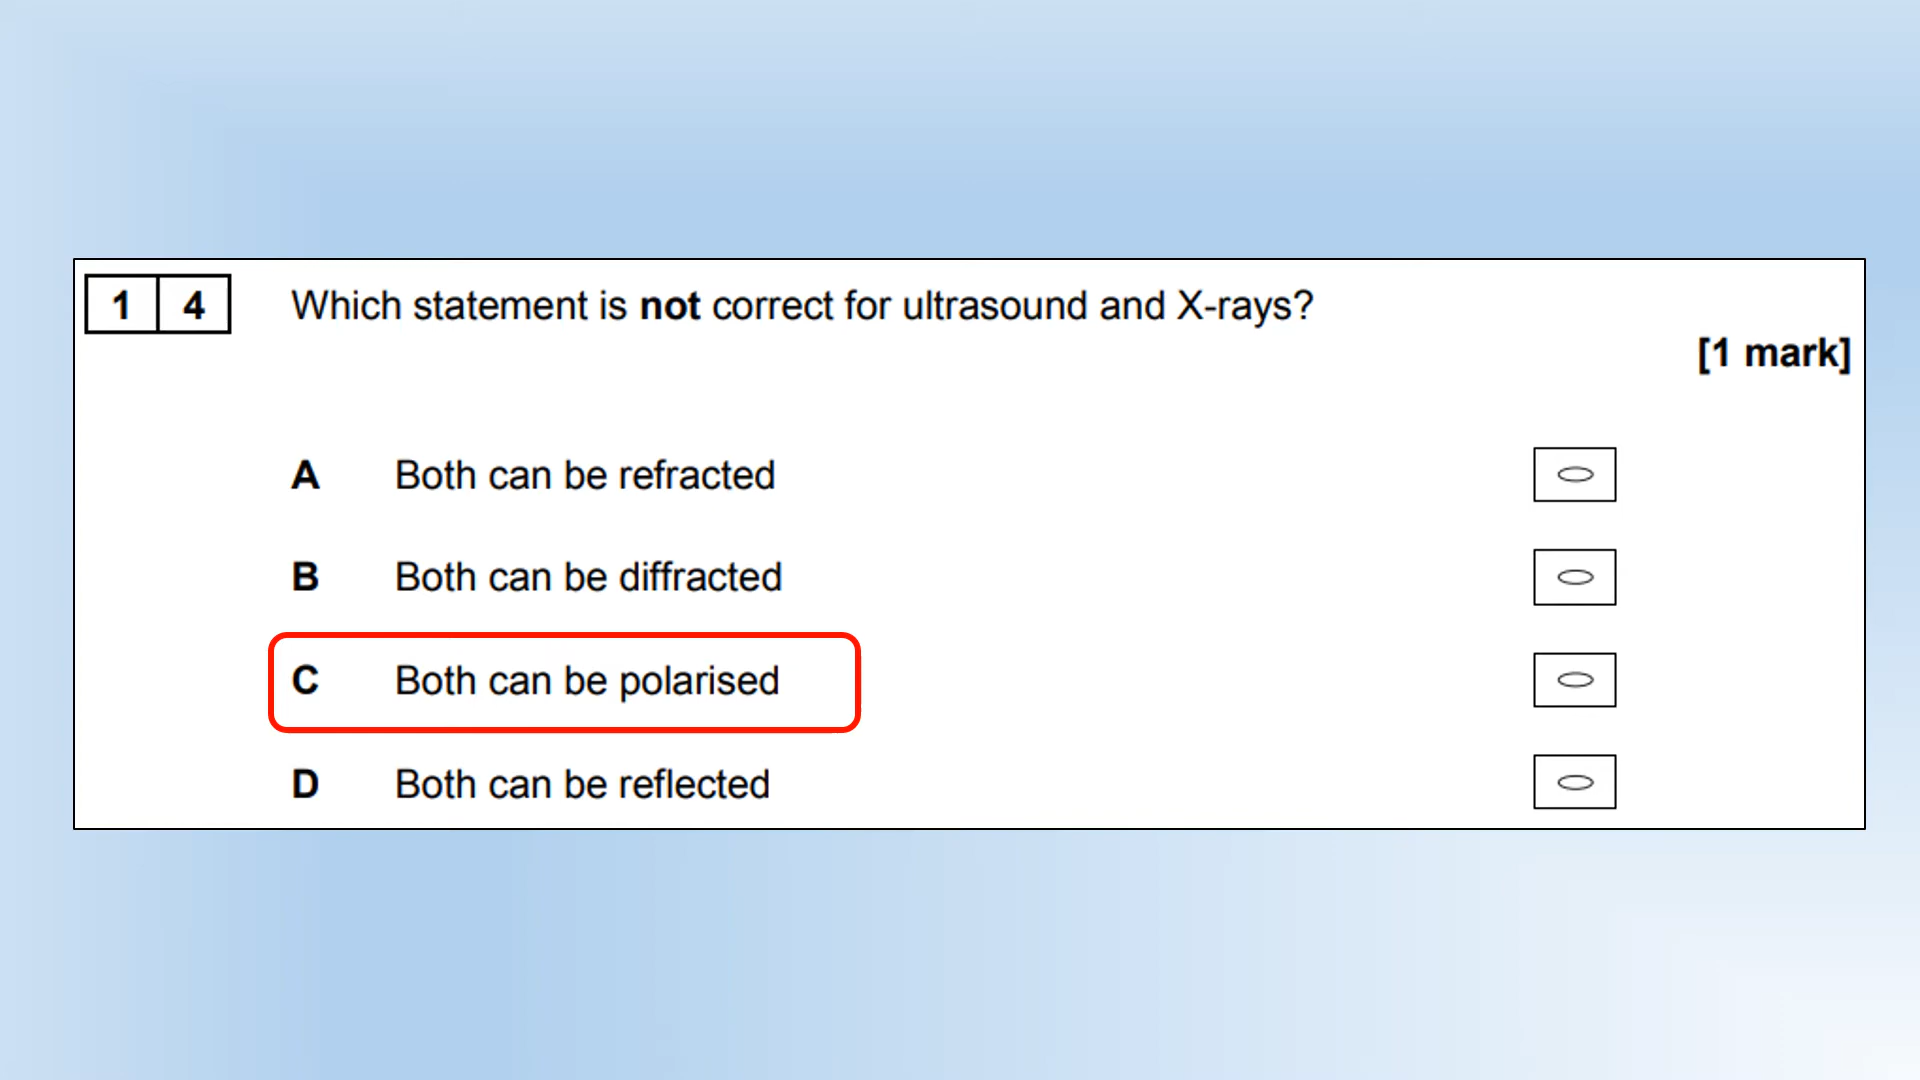 1 4 Which statement is not correct for ultrasound and X-rays?
[1 mark]
A Both can be refracted
B Both can be diffracted
C Both can be polarised
D Both can be reflected